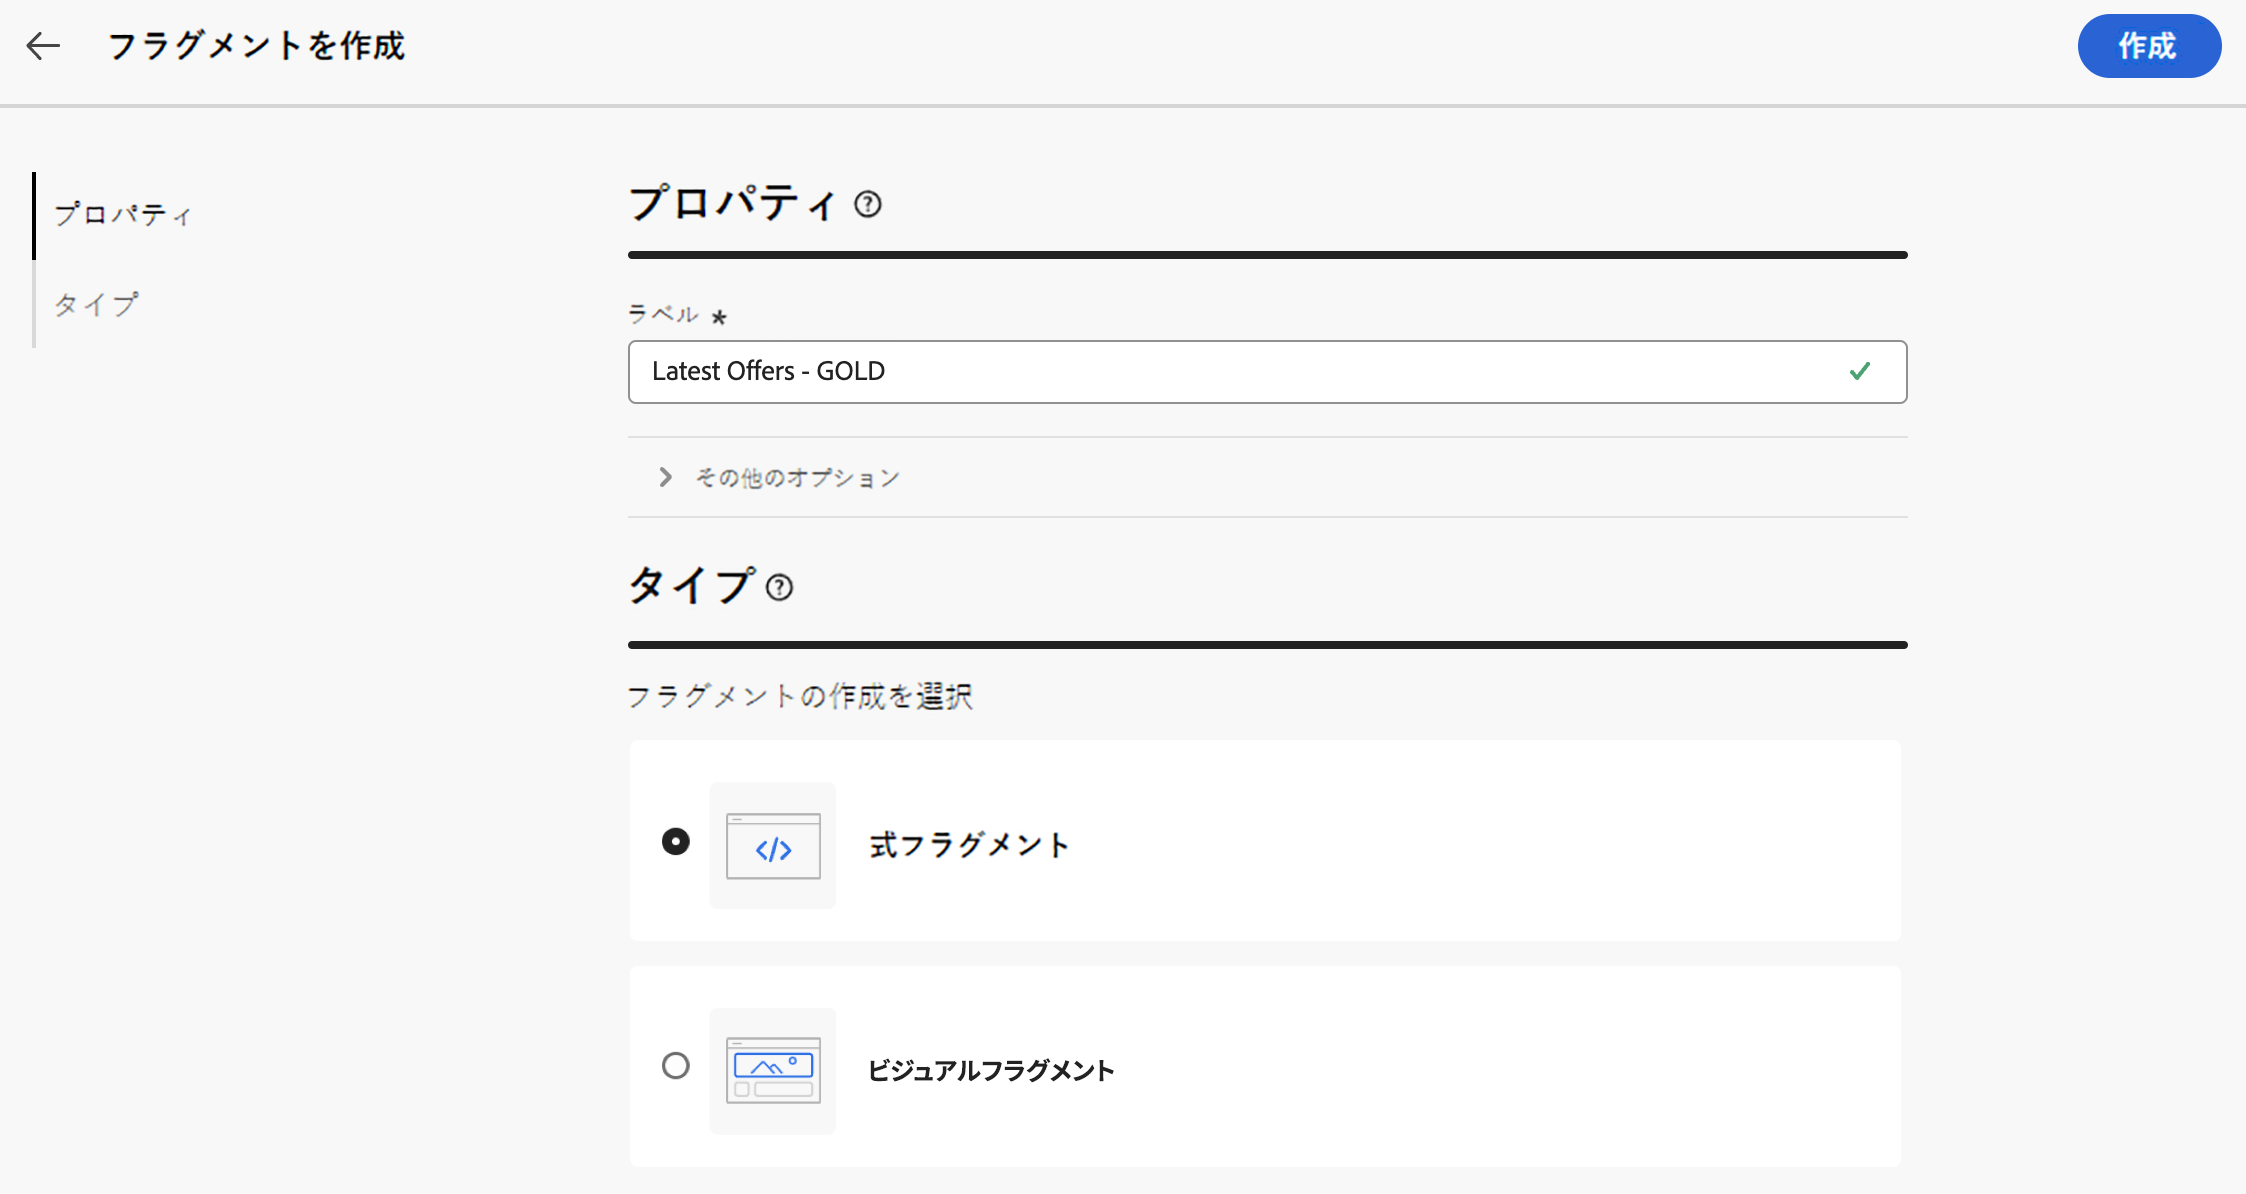 フラグメントを作成
作成
プロパティ
タイプ
プロパティ
ラベル *
Latest Offers - GOLD
その他のオプション
タイプ
フラグメントの作成を選択
式フラグメント
ビジュアルフラグメント